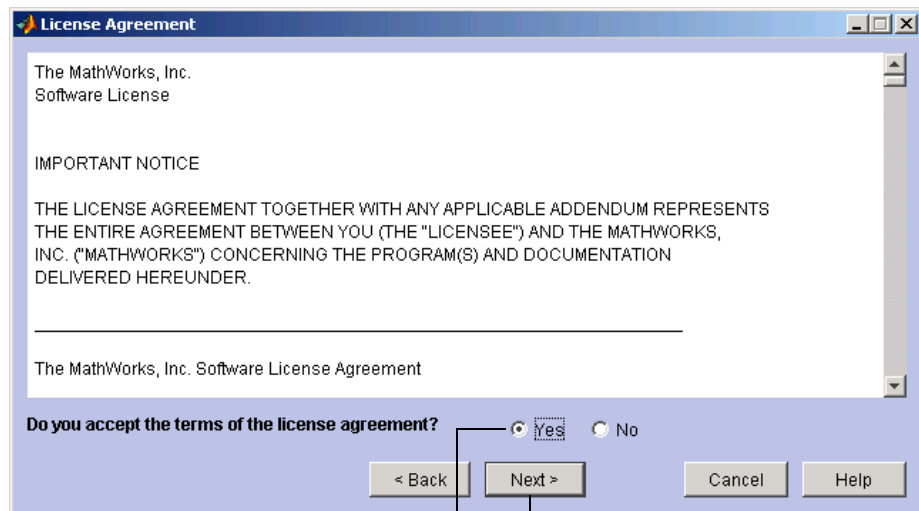 License Agreement
The MathWorks, Inc.
Software License
IMPORTANT NOTICE
THE LICENSE AGREEMENT TOGETHER WITH ANY APPLICABLE ADDENDUM REPRESENTS
THE ENTIRE AGREEMENT BETWEEN YOU (THE "LICENSEE") AND THE MATHWORKS,
INC. ("MATHWORKS") CONCERNING THE PROGRAM(S) AND DOCUMENTATION
DELIVERED HEREUNDER.
The MathWorks, Inc. Software License Agreement
Do you accept the terms of the license agreement? Yes No
< Back Next > Cancel Help